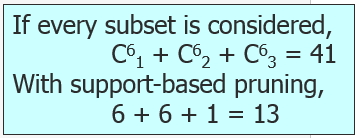 If every subset is considered,
C⁶₁ + C⁶₂ + C⁶₃ = 41
With support-based pruning,
6 + 6 + 1 = 13